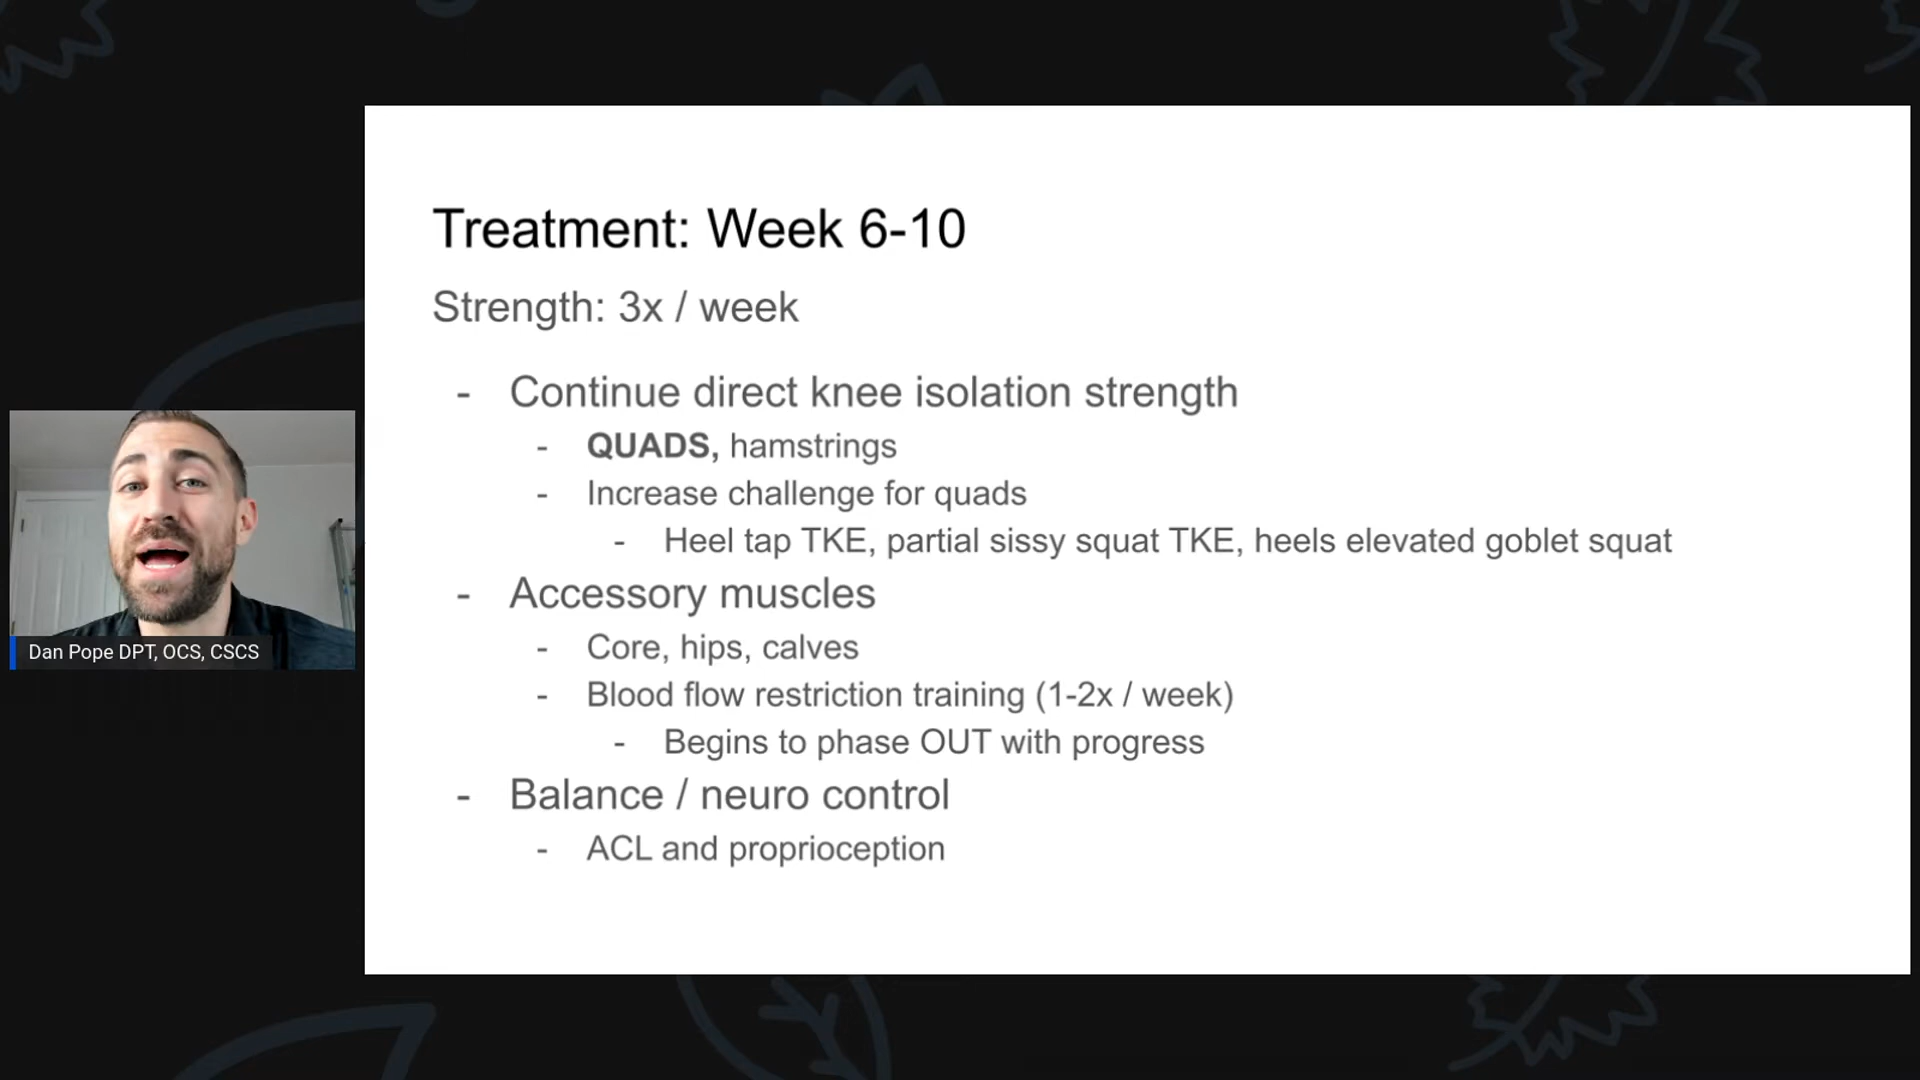 Treatment: Week 6-10
Strength: 3x / week
- Continue direct knee isolation strength
- QUADS, hamstrings
- Increase challenge for quads
- Heel tap TKE, partial sissy squat TKE, heels elevated goblet squat
- Accessory muscles
- Core, hips, calves
- Blood flow restriction training (1-2x / week)
- Begins to phase OUT with progress
- Balance / neuro control
- ACL and proprioception
Dan Pope DPT, OCS, CSCS